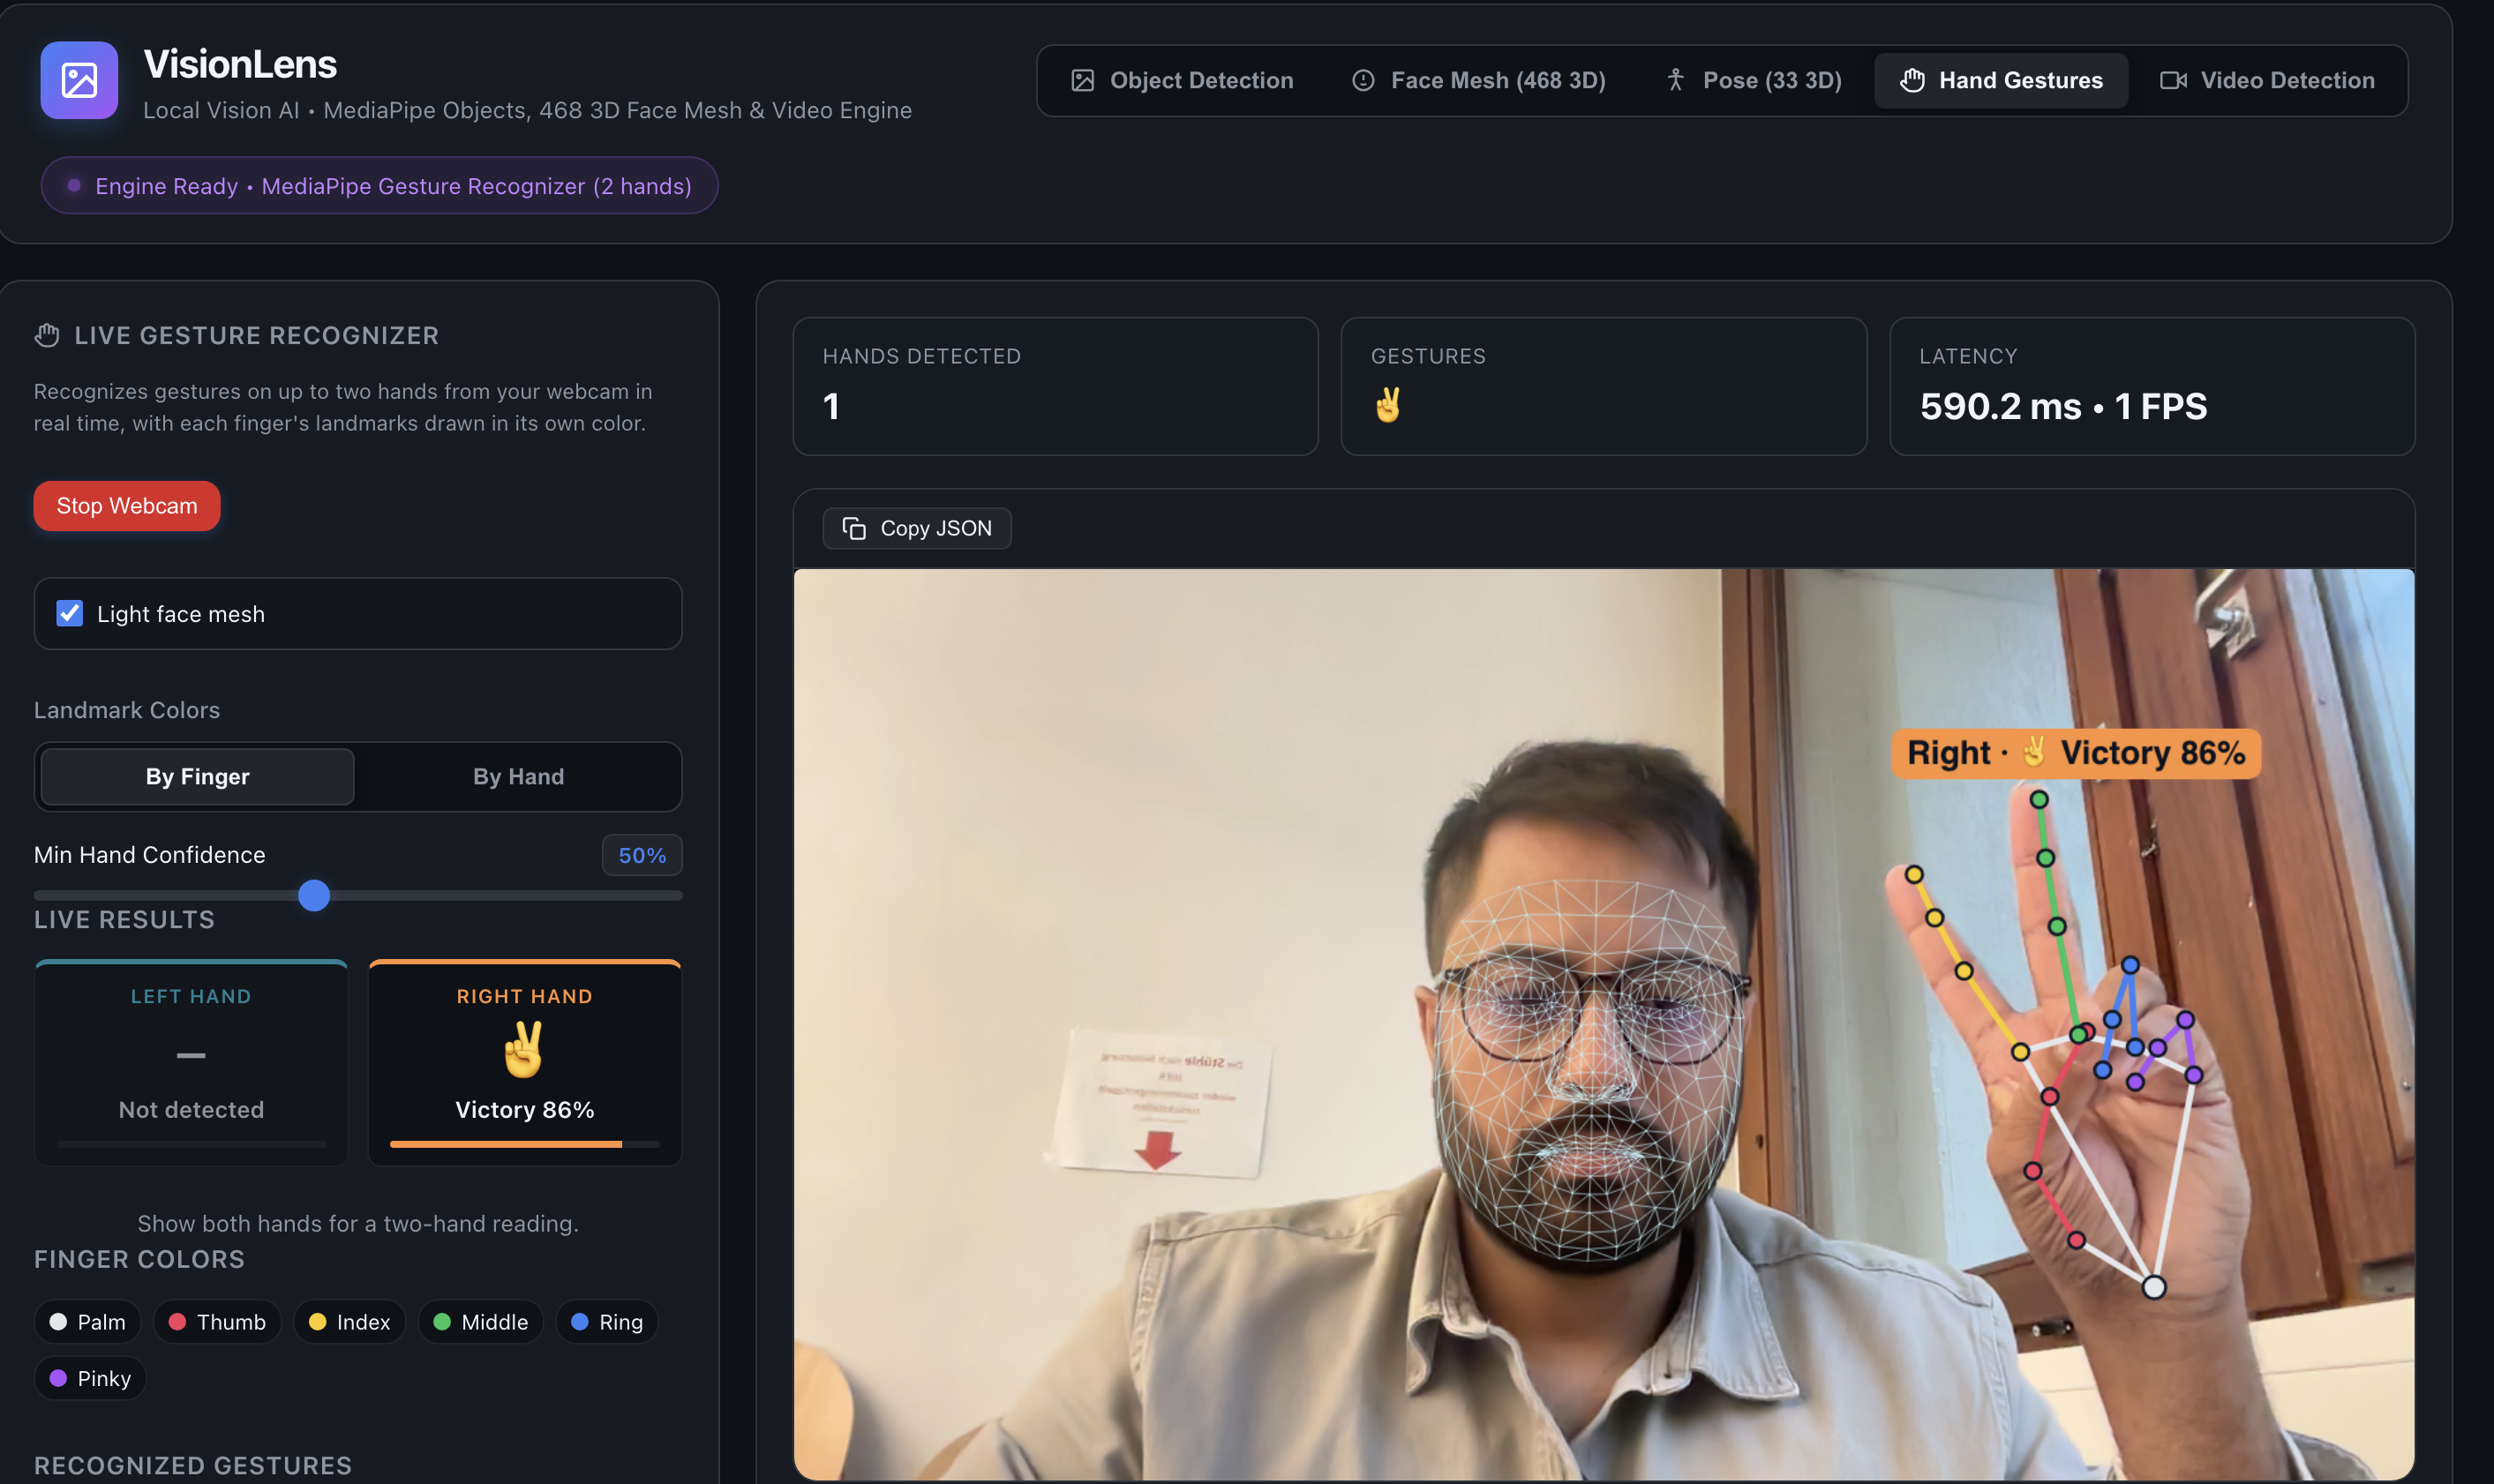 VisionLens
Local Vision AI • MediaPipe Objects, 468 3D Face Mesh & Video Engine
Object Detection
Face Mesh (468 3D)
Pose (33 3D)
Hand Gestures
Video Detection
Engine Ready • MediaPipe Gesture Recognizer (2 hands)
LIVE GESTURE RECOGNIZER
Recognizes gestures on up to two hands from your webcam in
real time, with each finger's landmarks drawn in its own color.
Stop Webcam
Light face mesh
Landmark Colors
By Finger
By Hand
Min Hand Confidence
50%
LIVE RESULTS
LEFT HAND
—
Not detected
RIGHT HAND
✌️
Victory 86%
Show both hands for a two-hand reading.
FINGER COLORS
Palm
Thumb
Index
Middle
Ring
Pinky
RECOGNIZED GESTURES
HANDS DETECTED
1
GESTURES
✌️
LATENCY
590.2 ms • 1 FPS
Copy JSON
Right · ✌️ Victory 86%
Die Stühle nach Benutzung